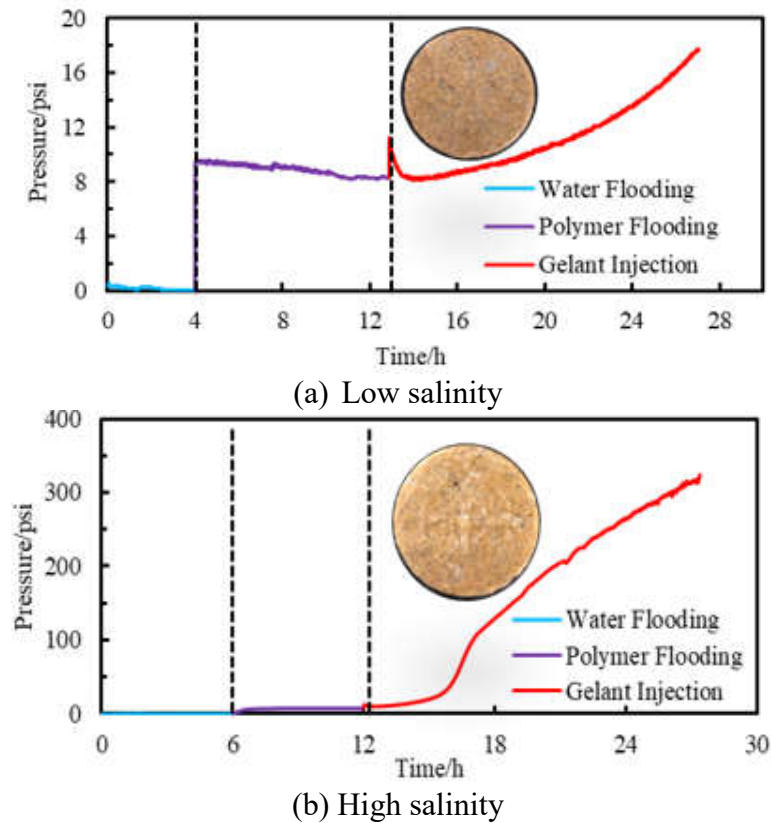 20
16
12
8
4
0
Pressure/psi
Water Flooding
Polymer Flooding
Gelant Injection
0 4 8 12 16 20 24 28
Time/h
(a) Low salinity
400
300
200
100
0
Pressure/psi
Water Flooding
Polymer Flooding
Gelant Injection
0 6 12 18 24 30
Time/h
(b) High salinity